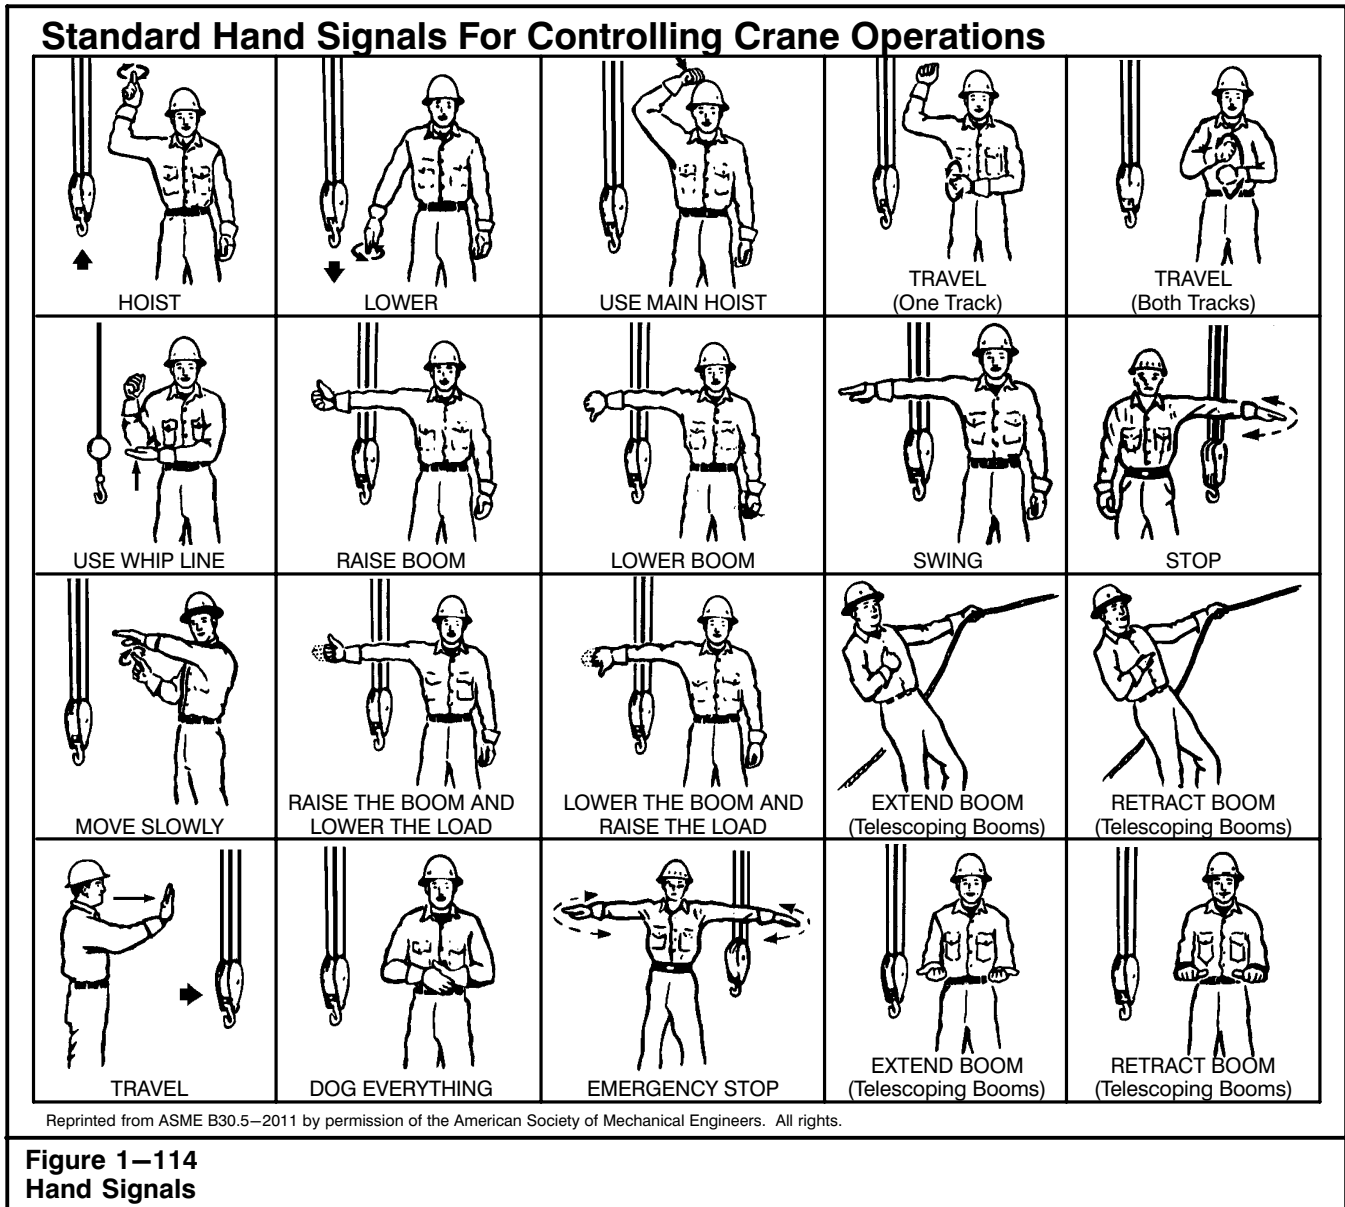 Standard Hand Signals For Controlling Crane Operations
HOIST
LOWER
USE MAIN HOIST
TRAVEL
(One Track)
TRAVEL
(Both Tracks)
USE WHIP LINE
RAISE BOOM
LOWER BOOM
SWING
STOP
MOVE SLOWLY
RAISE THE BOOM AND
LOWER THE LOAD
LOWER THE BOOM AND
RAISE THE LOAD
EXTEND BOOM
(Telescoping Booms)
RETRACT BOOM
(Telescoping Booms)
TRAVEL
DOG EVERYTHING
EMERGENCY STOP
EXTEND BOOM
(Telescoping Booms)
RETRACT BOOM
(Telescoping Booms)
Reprinted from ASME B30.5–2011 by permission of the American Society of Mechanical Engineers. All rights.
Figure 1–114
Hand Signals